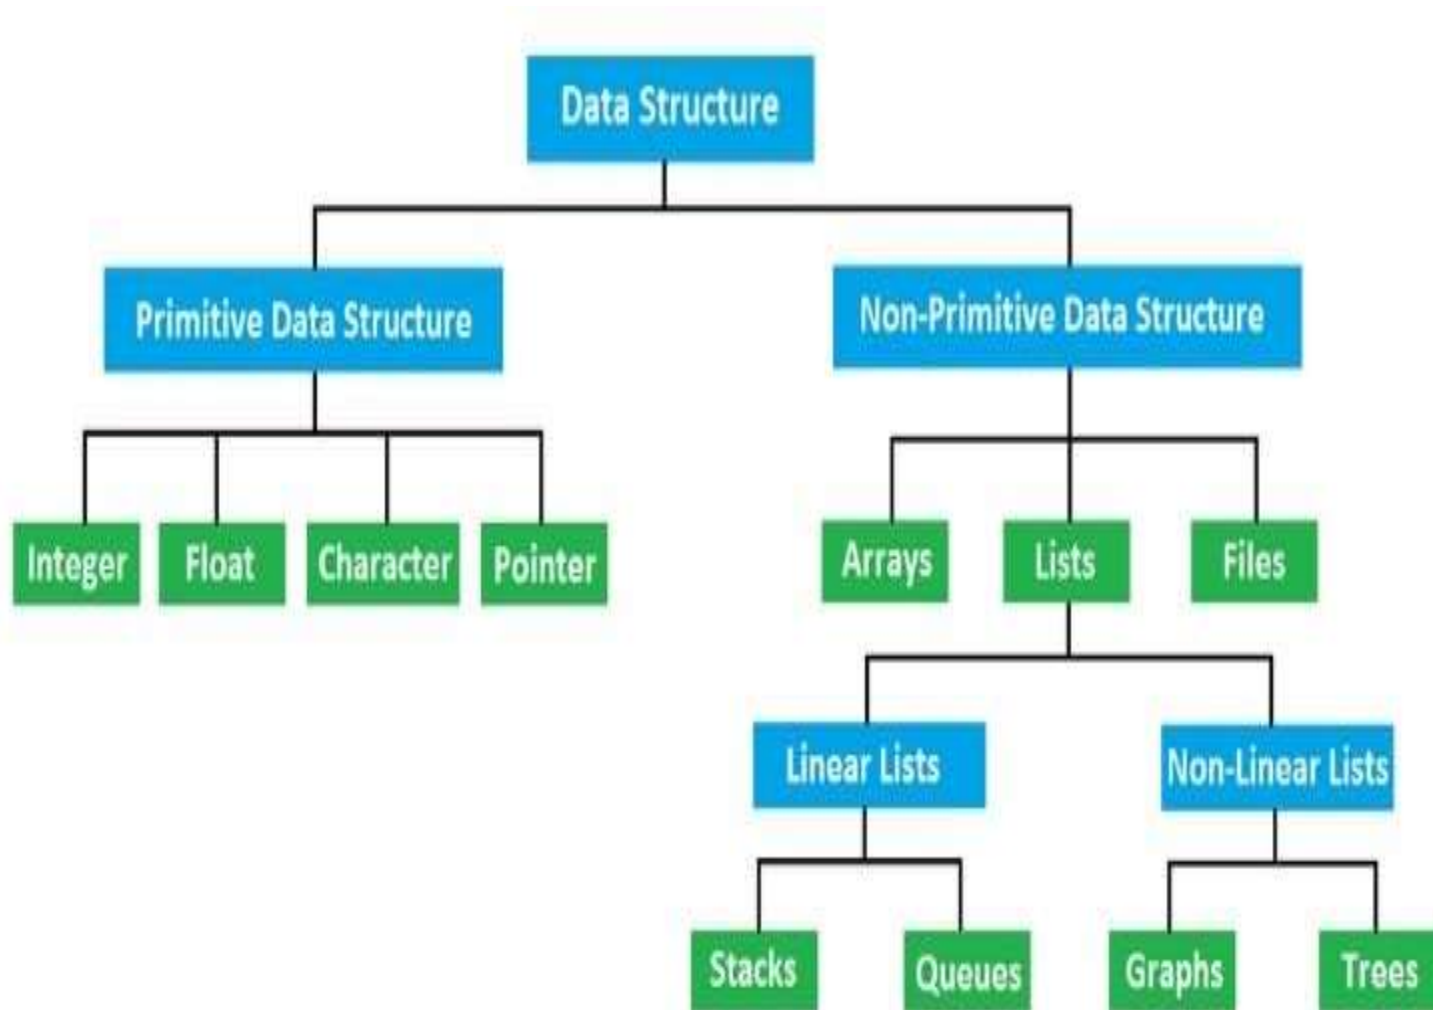 Data Structure
Primitive Data Structure
Non-Primitive Data Structure
Integer
Float
Character
Pointer
Arrays
Lists
Files
Linear Lists
Non-Linear Lists
Stacks
Queues
Graphs
Trees